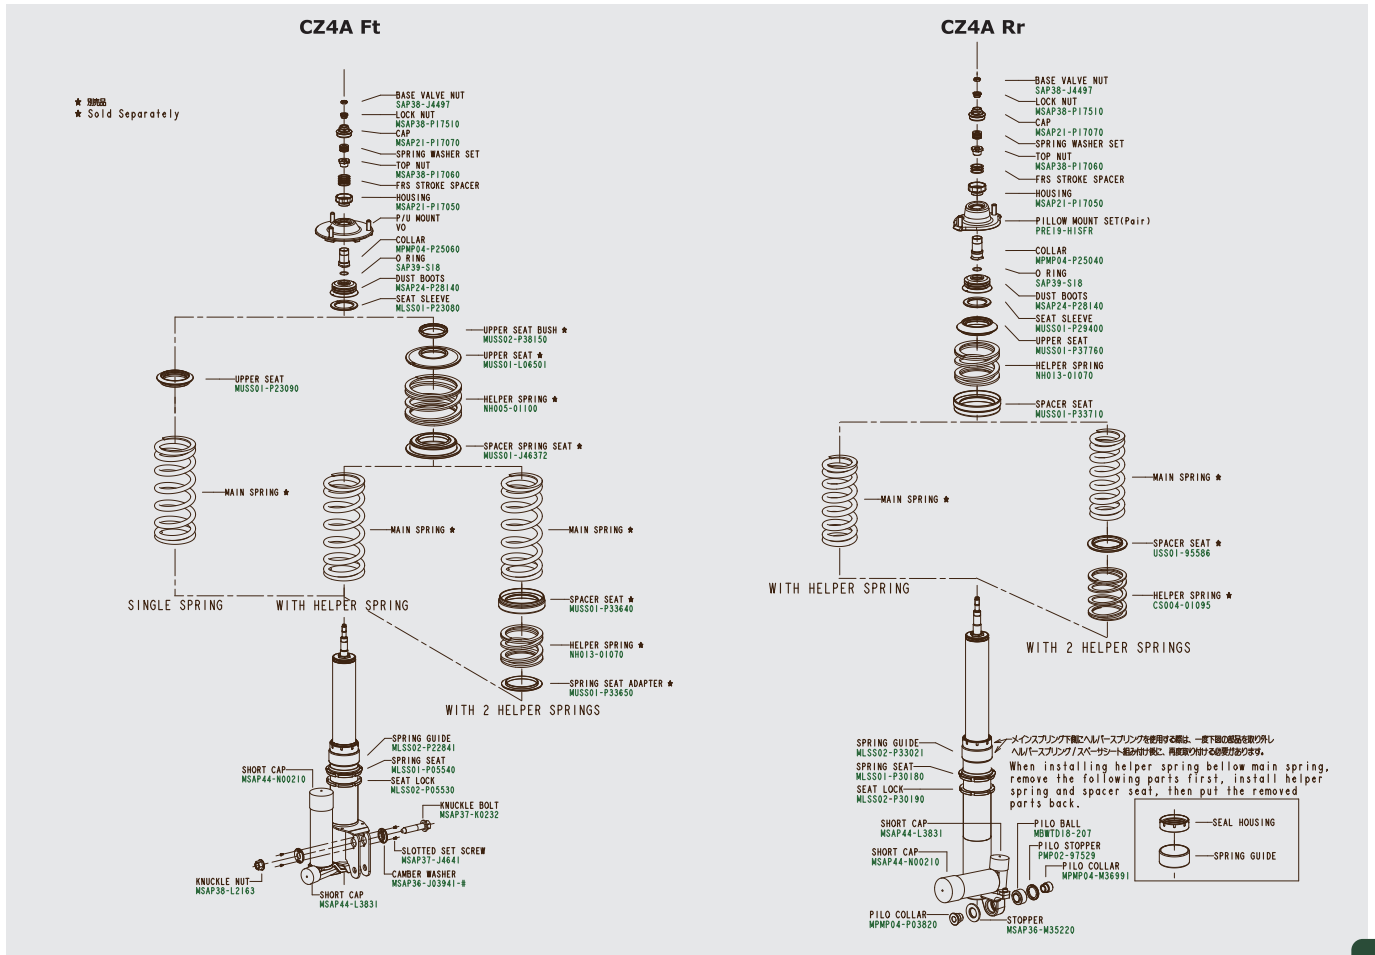 CZ4A Ft
★ 別売品
★ Sold Separately
BASE VALVE NUT
SAP38-J4497
LOCK NUT
MSAP38-P17510
CAP
MSAP21-P17070
SPRING WASHER SET
TOP NUT
MSAP38-P17060
FRS STROKE SPACER
HOUSING
MSAP21-P17050
P/U MOUNT
VO
COLLAR
MPMP04-P25060
O RING
SAP39-S18
DUST BOOTS
MSAP24-P28140
SEAT SLEEVE
MLSS01-P23080
UPPER SEAT BUSH ★
MUSS02-P38150
UPPER SEAT ★
MUSS01-L06501
UPPER SEAT
MUSS01-P23090
HELPER SPRING ★
NH005-01100
SPACER SPRING SEAT ★
MUSS01-J46372
MAIN SPRING ★
MAIN SPRING ★
MAIN SPRING ★
SPACER SEAT ★
MUSS01-P33640
SINGLE SPRING
WITH HELPER SPRING
HELPER SPRING ★
NH013-01070
SPRING SEAT ADAPTER ★
MUSS01-P33650
WITH 2 HELPER SPRINGS
SPRING GUIDE
MLSS02-P22841
SPRING SEAT
MLSS01-P05540
SEAT LOCK
MLSS02-P05530
SHORT CAP
MSAP44-N00210
KNUCKLE BOLT
MSAP37-K0232
SLOTTED SET SCREW
MSAP37-J4641
CAMBER WASHER
MSAP36-J03941-#
KNUCKLE NUT
MSAP38-L2163
SHORT CAP
MSAP44-L3831
CZ4A Rr
BASE VALVE NUT
SAP38-J4497
LOCK NUT
MSAP38-P17510
CAP
MSAP21-P17070
SPRING WASHER SET
TOP NUT
MSAP38-P17060
FRS STROKE SPACER
HOUSING
MSAP21-P17050
PILLOW MOUNT SET(Pair)
PRE19-H1SFR
COLLAR
MPMP04-P25040
O RING
SAP39-S18
DUST BOOTS
MSAP24-P28140
SEAT SLEEVE
MUSS01-P29400
UPPER SEAT
MUSS01-P37760
HELPER SPRING
NH013-01070
SPACER SEAT
MUSS01-P33710
MAIN SPRING ★
MAIN SPRING ★
SPACER SEAT ★
USS01-95586
WITH HELPER SPRING
HELPER SPRING ★
CS004-01095
WITH 2 HELPER SPRINGS
SPRING GUIDE
MLSS02-P33021
SPRING SEAT
MLSS01-P30180
SEAT LOCK
MLSS02-P30190
メインスプリング下側にヘルパースプリングを使用する際は、一度下図の部品を取り外し
ヘルパースプリング/スペーサシート組み付け後に、再度取り付ける必要があります。
When installing helper spring bellow main spring,
remove the following parts first, install helper
spring and spacer seat, then put the removed
parts back.
SEAL HOUSING
SPRING GUIDE
SHORT CAP
MSAP44-L3831
PILO BALL
MBWTD18-207
PILO STOPPER
PMP02-97529
SHORT CAP
MSAP44-N00210
PILO COLLAR
MPMP04-M36991
PILO COLLAR
MPMP04-P03820
STOPPER
MSAP36-M35220